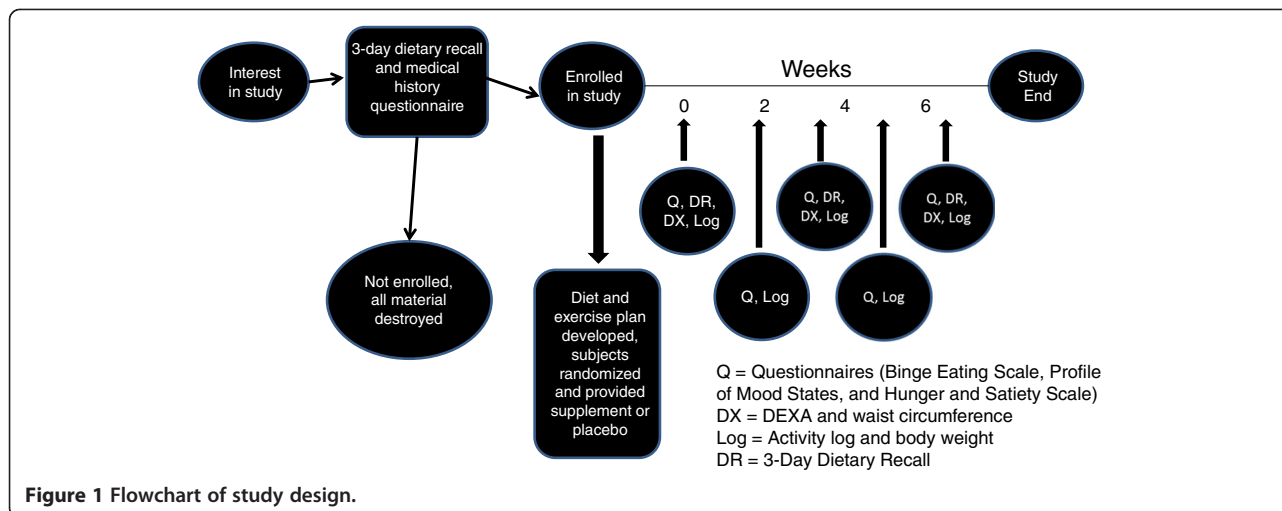 Interest
in study
3-day dietary recall
and medical
history
questionnaire
Enrolled
in study
Weeks
0
2
4
6
Study
End
Q, DR,
DX, Log
Q, Log
Q, DR,
DX, Log
Q, Log
Q, DR,
DX, Log
Not enrolled,
all material
destroyed
Diet and
exercise plan
developed,
subjects
randomized
and provided
supplement or
placebo
Q = Questionnaires (Binge Eating Scale, Profile
of Mood States, and Hunger and Satiety Scale)
DX = DEXA and waist circumference
Log = Activity log and body weight
DR = 3-Day Dietary Recall
Figure 1 Flowchart of study design.